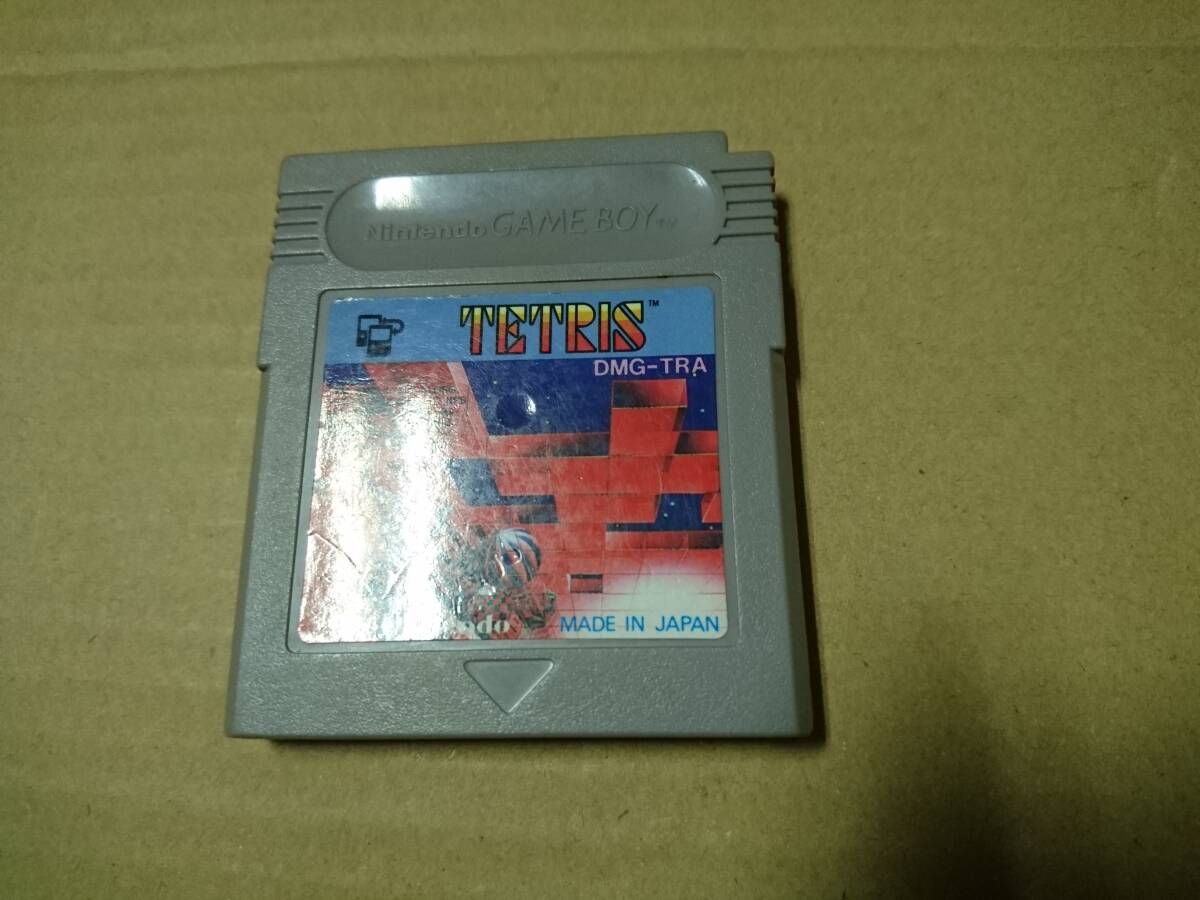 Nintendo GAME BOY™
TETRIS™
DMG-TRA
MADE IN JAPAN